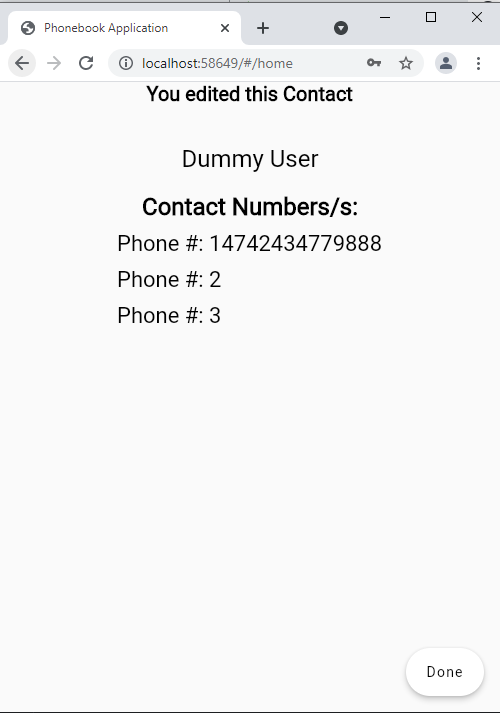 Phonebook Application
localhost:58649/#/home
You edited this Contact
Dummy User
Contact Numbers/s:
Phone #: 14742434779888
Phone #: 2
Phone #: 3
Done